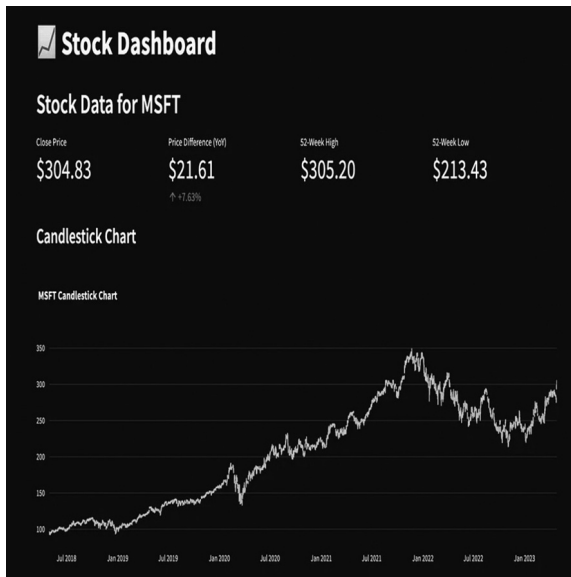 Stock Dashboard
Stock Data for MSFT
Close Price Price Difference (YoY) 52-Week High 52-Week Low
$304.83 $21.61 $305.20 $213.43
↑ +7.63%
Candlestick Chart
MSFT Candlestick Chart
350
300
250
200
150
100
Jul 2018 Jan 2019 Jul 2019 Jan 2020 Jul 2020 Jan 2021 Jul 2021 Jan 2022 Jul 2022 Jan 2023